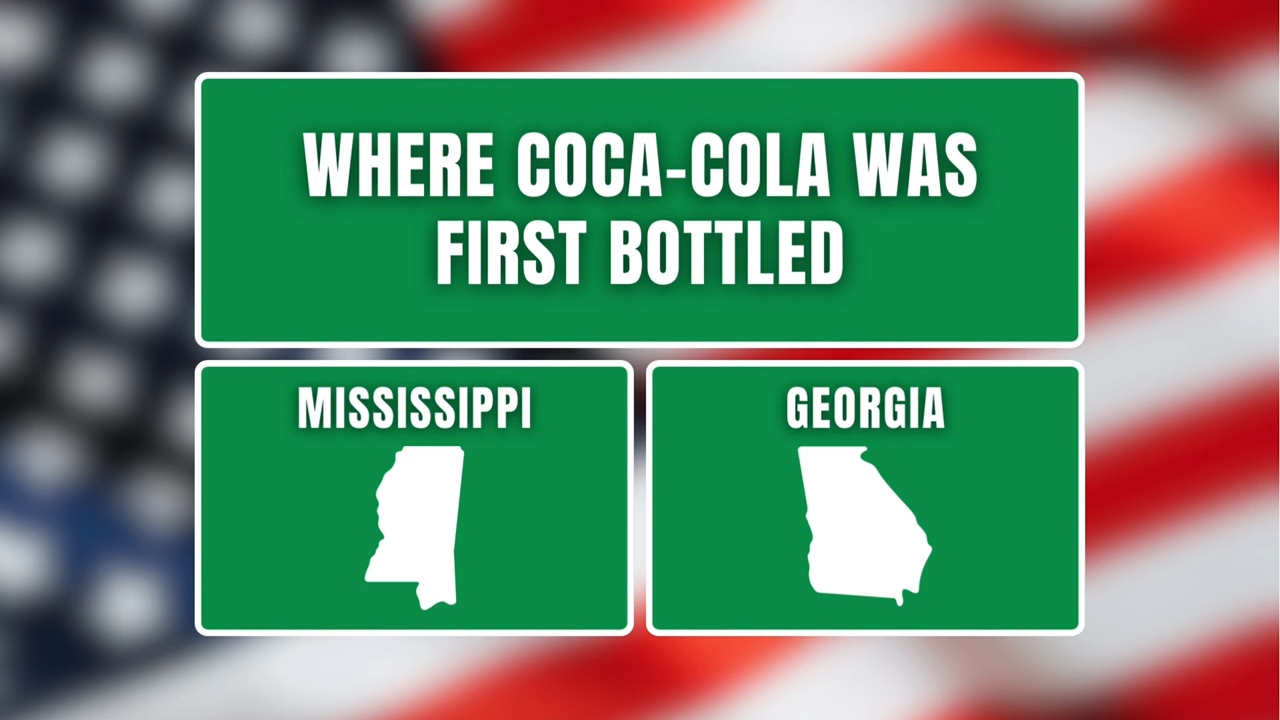 WHERE COCA-COLA WAS
FIRST BOTTLED
MISSISSIPPI
GEORGIA